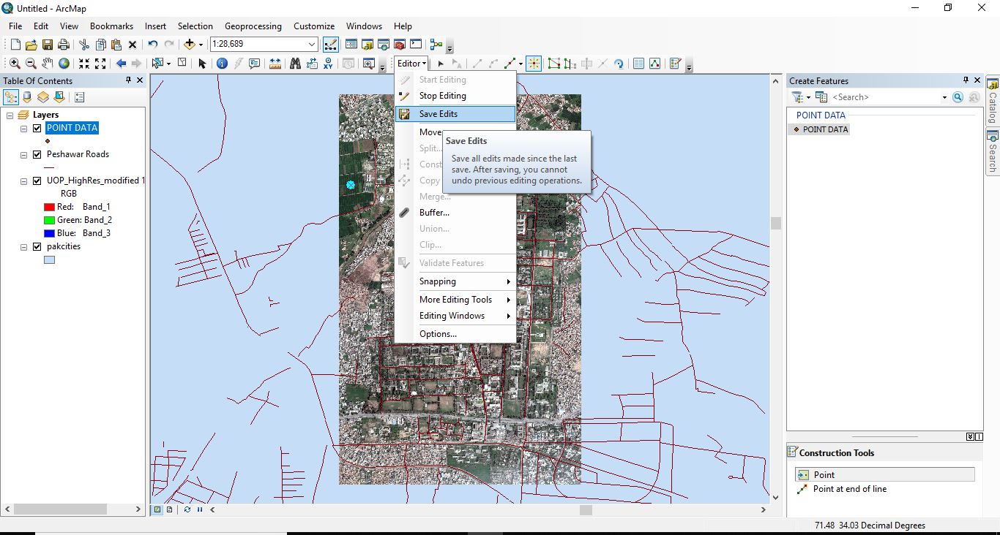 Untitled - ArcMap
File Edit View Bookmarks Insert Selection Geoprocessing Customize Windows Help
1:28,689
Editor
Table Of Contents
Layers
POINT DATA
Peshawar Roads
UOP_HighRes_modified 1
RGB
Red: Band_1
Green: Band_2
Blue: Band_3
pakcities
Start Editing
Stop Editing
Save Edits
Move
Split...
Const
Copy
Merge...
Buffer...
Union...
Clip...
Validate Features
Snapping
More Editing Tools
Editing Windows
Options...
Save Edits
Save all edits made since the last
save. After saving, you cannot
undo previous editing operations.
Create Features
<Search>
POINT DATA
POINT DATA
Construction Tools
Point
Point at end of line
Catalog
Search
71.48 34.03 Decimal Degrees